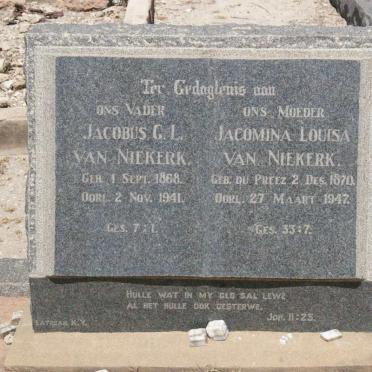 Ter Gedagtenis aan
ONS VADER
JACOBUS G. L.
VAN NIEKERK.
GEB. 1 SEPT. 1868.
OORL. 2 NOV. 1941.
GES. 7:1.
ONS MOEDER
JACOMINA LOUISA
VAN NIEKERK.
GEB. DU PREEZ 2 DES. 1870.
OORL. 27 MAART 1947.
GES. 33:7.
HULLE WAT IN MY GLO SAL LEWE
AL HET HULLE OOK GESTERWE.
JOH. 11:25.
K.Y.